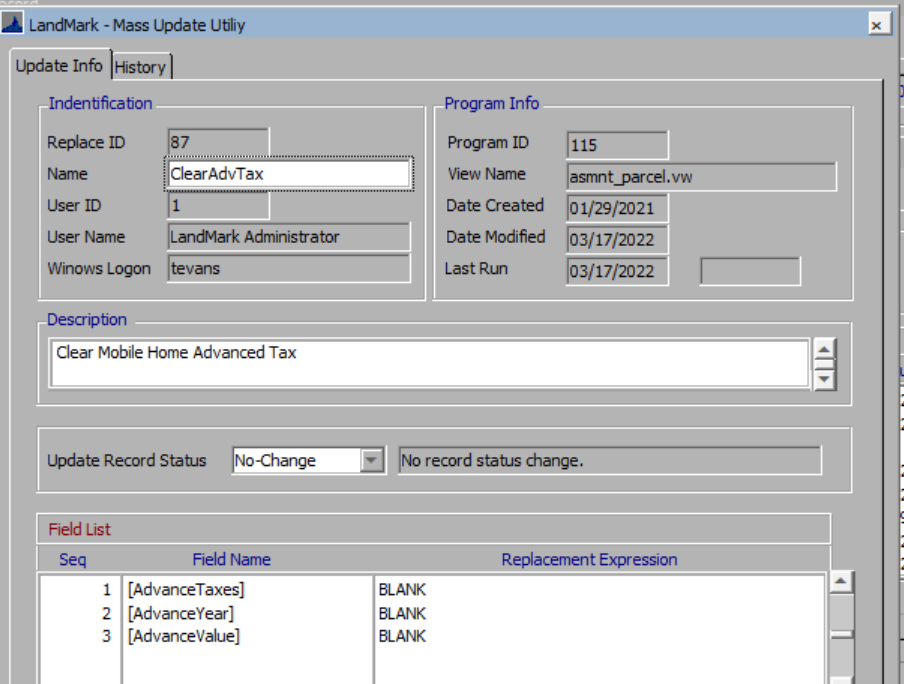 LandMark - Mass Update Utiliy
Update Info History
Indentification
Replace ID 87
Name ClearAdvTax
User ID 1
User Name LandMark Administrator
Winows Logon tevans
Program Info
Program ID 115
View Name asmnt_parcel.vw
Date Created 01/29/2021
Date Modified 03/17/2022
Last Run 03/17/2022
Description
Clear Mobile Home Advanced Tax
Update Record Status No-Change No record status change.
Field List
Seq Field Name Replacement Expression
1 [AdvanceTaxes] BLANK
2 [AdvanceYear] BLANK
3 [AdvanceValue] BLANK